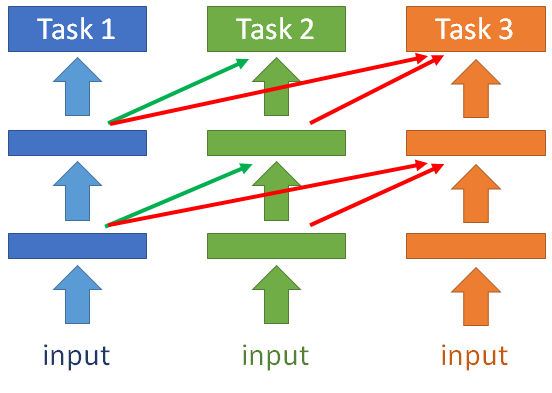 Task 1
Task 2
Task 3
input
input
input